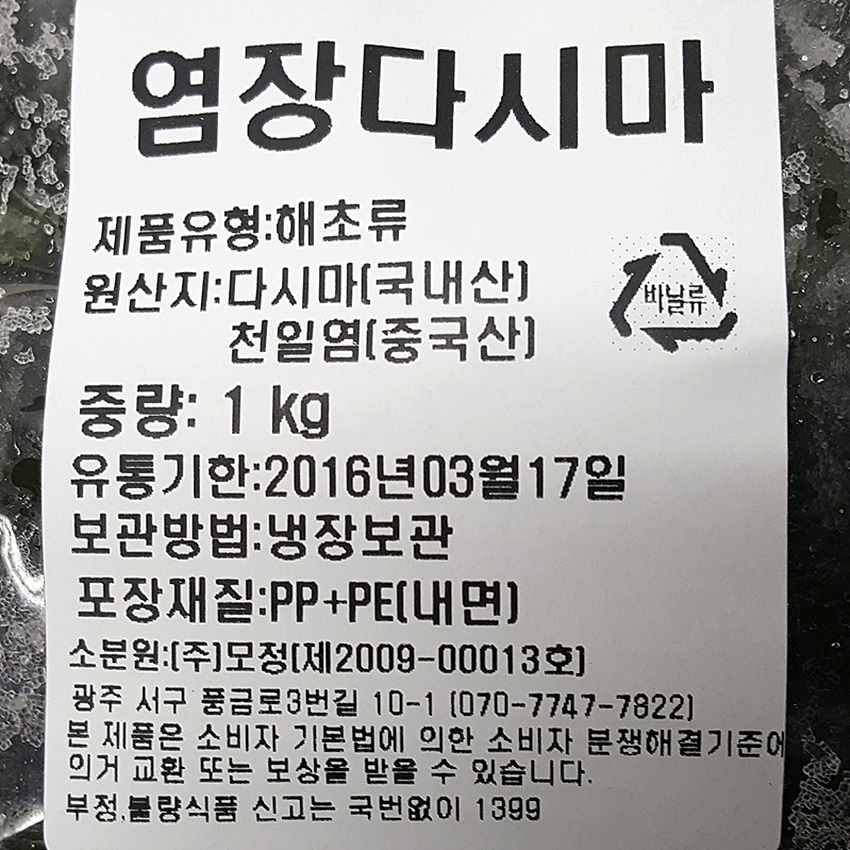 염장다시마
제품유형:해초류
원산지:다시마(국내산)
천일염(중국산)
바닐류
중량: 1 kg
유통기한:2016년03월17일
보관방법:냉장보관
포장재질:PP+PE(내면)
소분원:(주)모정(제2009-00013호)
광주 서구 풍금로3번길 10-1 (070-7747-7822)
본 제품은 소비자 기본법에 의한 소비자 분쟁해결기준에
의거 교환 또는 보상을 받을 수 있습니다.
부정,불량식품 신고는 국번없이 1399